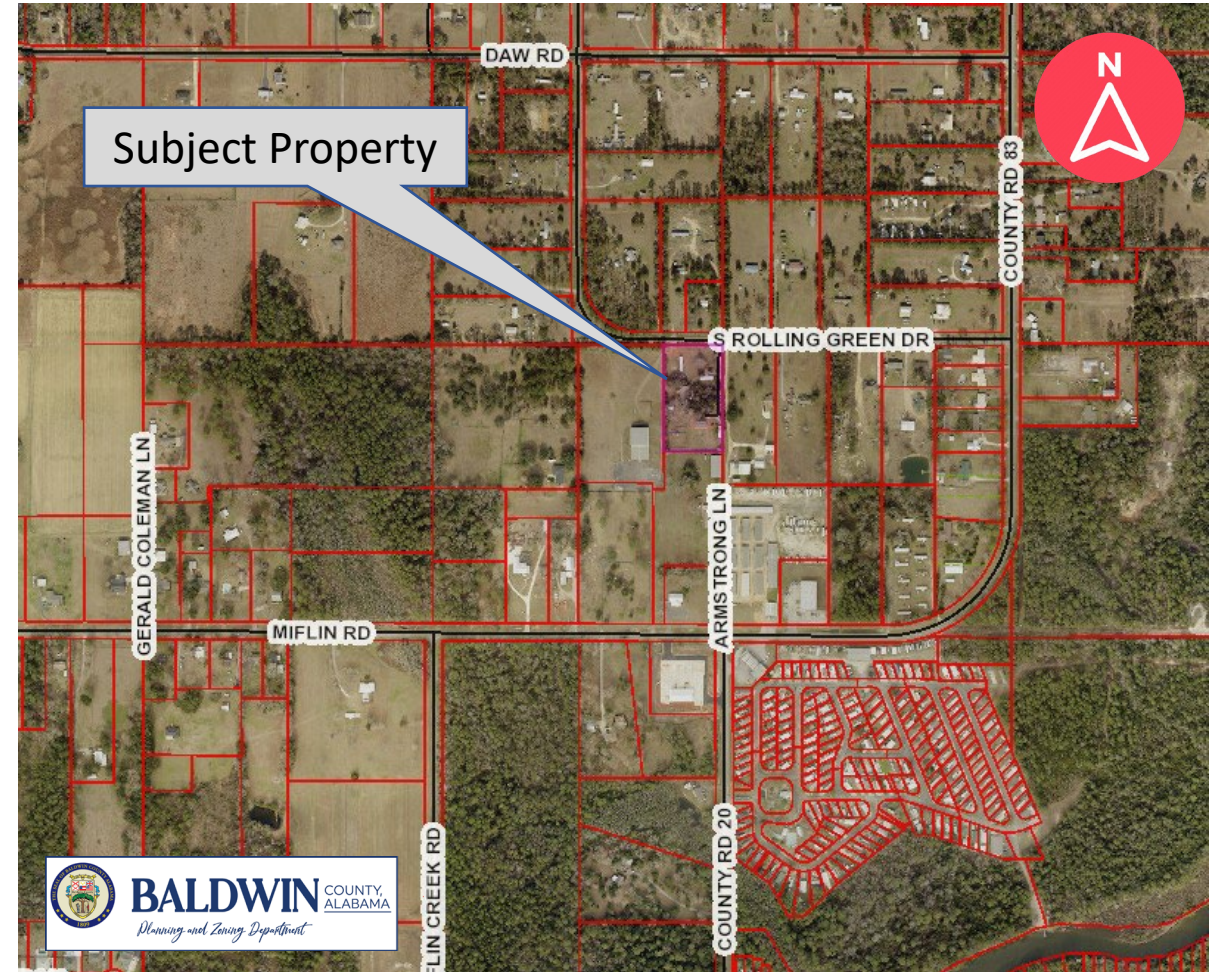 DAW RD
N
Subject Property
COUNTY RD 83
S ROLLING GREEN DR
GERALD COLEMAN LN
ARMSTRONG LN
MIFLIN RD
COUNTY RD 20
FLIN CREEK RD
BALDWIN COUNTY,
ALABAMA
Planning and Zoning Department